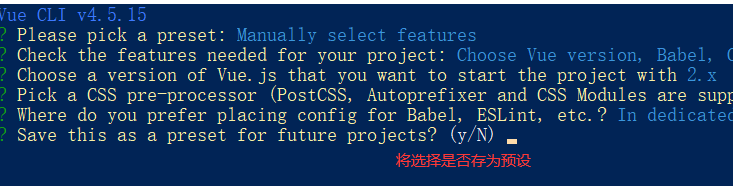 Vue CLI v4.5.15
? Please pick a preset: Manually select features
? Check the features needed for your project: Choose Vue version, Babel,
? Choose a version of Vue.js that you want to start the project with 2.x
? Pick a CSS pre-processor (PostCSS, Autoprefixer and CSS Modules are supp
? Where do you prefer placing config for Babel, ESLint, etc.? In dedicated
? Save this as a preset for future projects? (y/N)
将选择是否存为预设